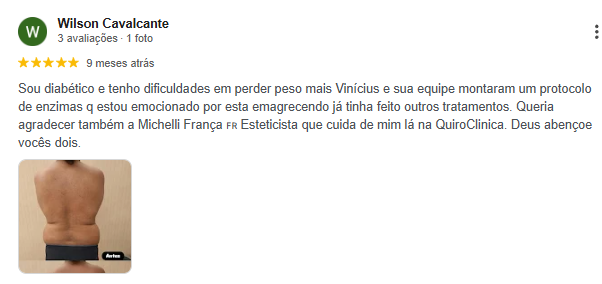 W
Wilson Cavalcante
3 avaliações · 1 foto
9 meses atrás
Sou diabético e tenho dificuldades em perder peso mais Vinícius e sua equipe montaram um protocolo
de enzimas q estou emocionado por esta emagrecendo já tinha feito outros tratamentos. Queria
agradecer também a Michelli França FR Esteticista que cuida de mim lá na QuiroClinica. Deus abençoe
vocês dois.
Antes